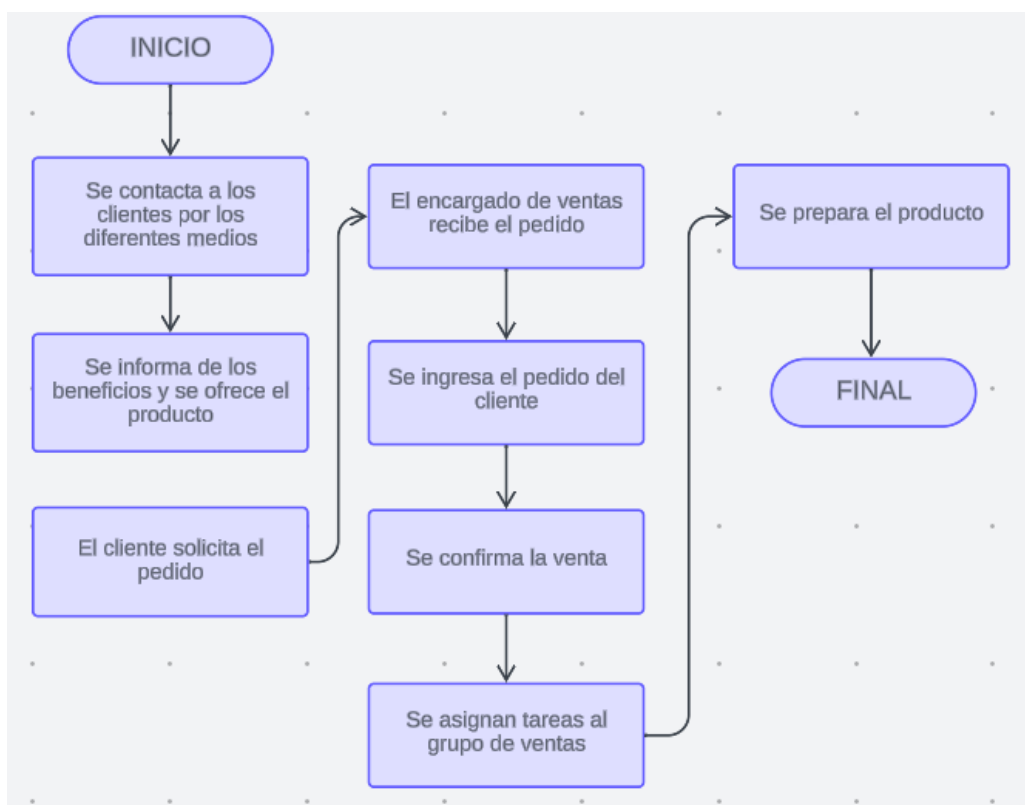 INICIO
Se contacta a los
clientes por los
diferentes medios
Se informa de los
beneficios y se ofrece el
producto
El cliente solicita el
pedido
El encargado de ventas
recibe el pedido
Se ingresa el pedido del
cliente
Se confirma la venta
Se asignan tareas al
grupo de ventas
Se prepara el producto
FINAL